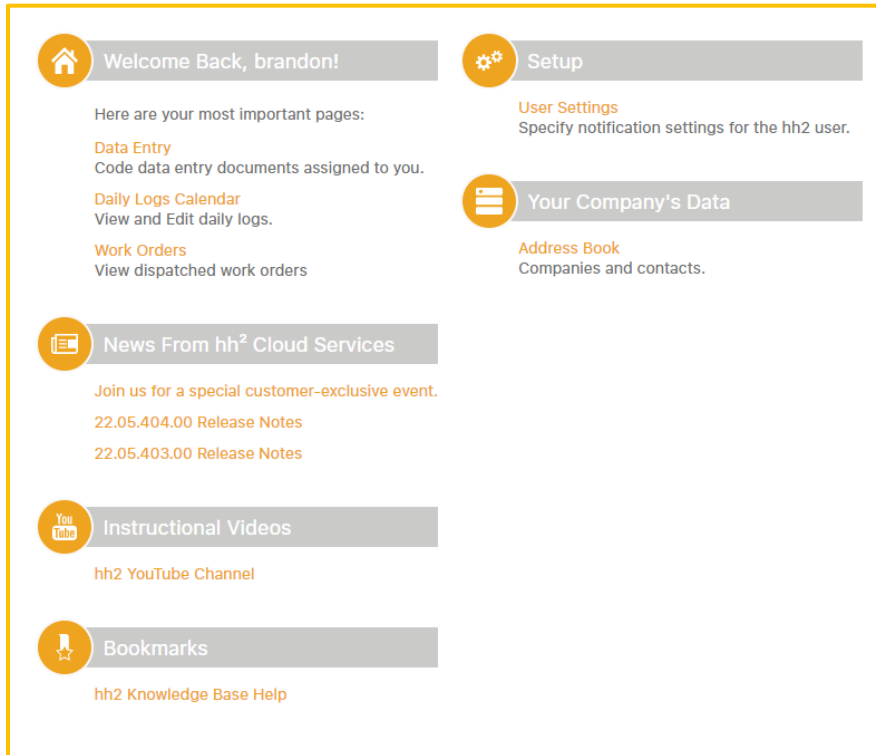 Welcome Back, brandon!
Here are your most important pages:
Data Entry
Code data entry documents assigned to you.
Daily Logs Calendar
View and Edit daily logs.
Work Orders
View dispatched work orders
News From hh² Cloud Services
Join us for a special customer-exclusive event.
22.05.404.00 Release Notes
22.05.403.00 Release Notes
You
Tube
Instructional Videos
hh2 YouTube Channel
Bookmarks
hh2 Knowledge Base Help
Setup
User Settings
Specify notification settings for the hh2 user.
Your Company's Data
Address Book
Companies and contacts.